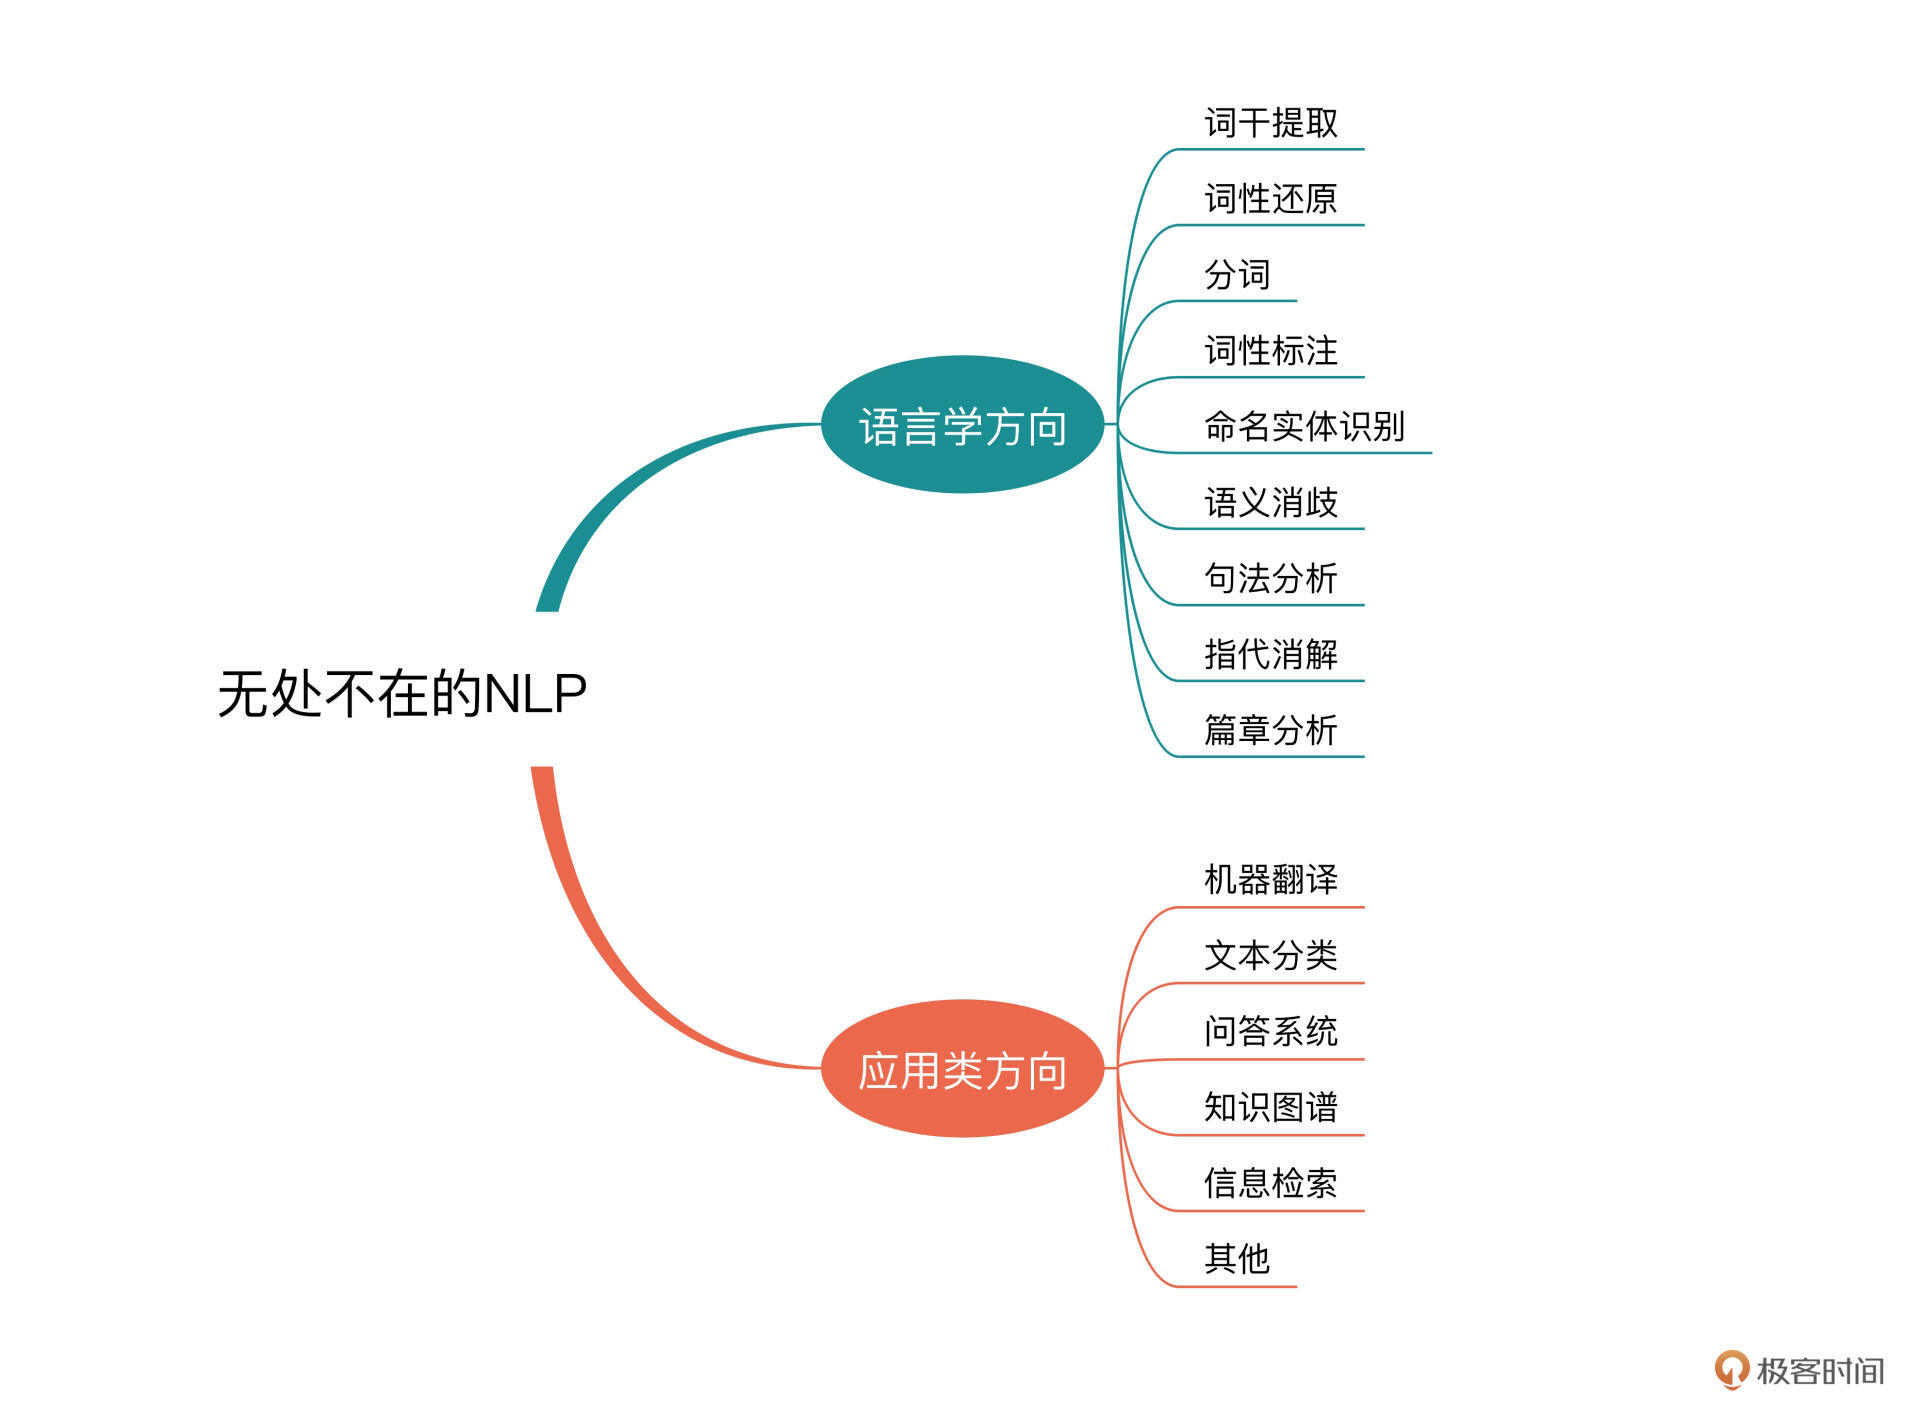 无处不在的NLP
语言学方向
词干提取
词性还原
分词
词性标注
命名实体识别
语义消歧
句法分析
指代消解
篇章分析
应用类方向
机器翻译
文本分类
问答系统
知识图谱
信息检索
其他
极客时间